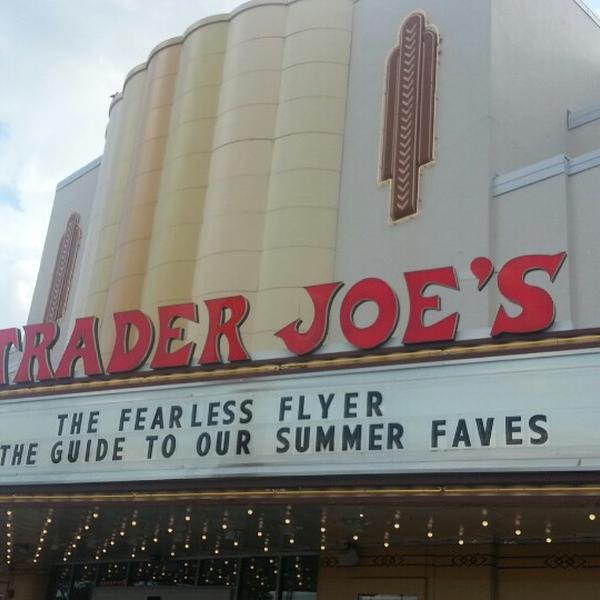 TRADER JOE'S
THE FEARLESS FLYER
THE GUIDE TO OUR SUMMER FAVES